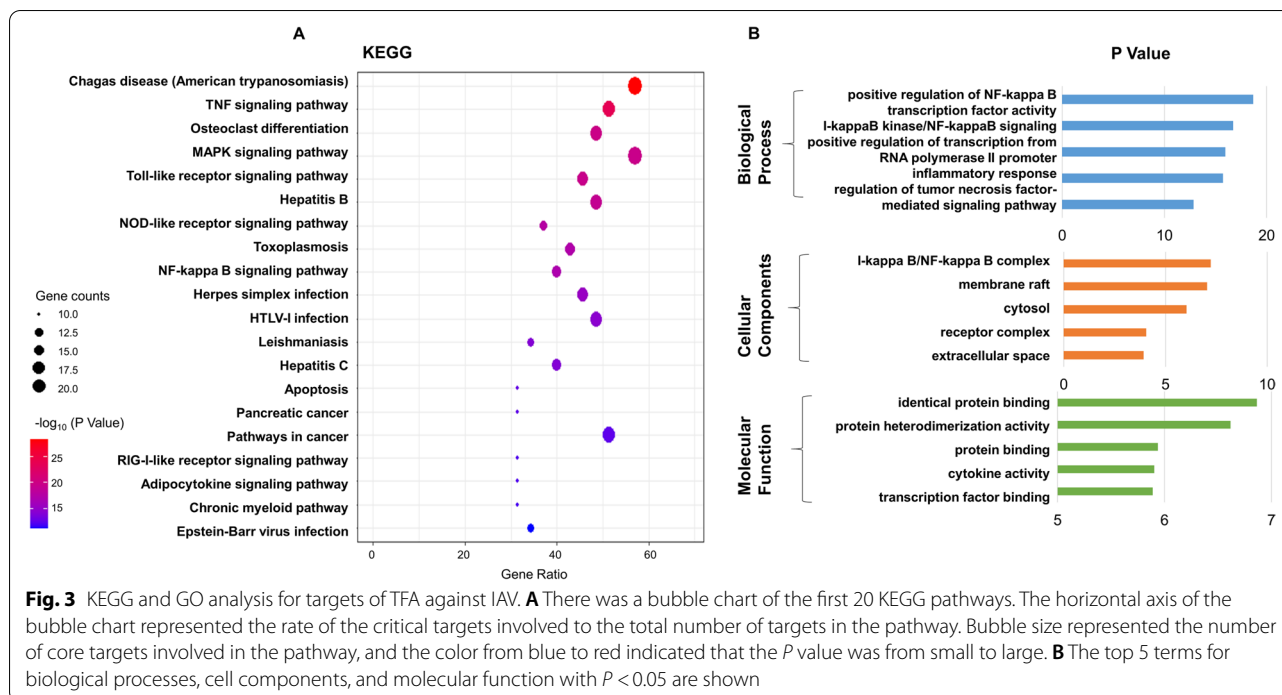 A
KEGG
Chagas disease (American trypanosomiasis)
TNF signaling pathway
Osteoclast differentiation
MAPK signaling pathway
Toll-like receptor signaling pathway
Hepatitis B
NOD-like receptor signaling pathway
Toxoplasmosis
NF-kappa B signaling pathway
Herpes simplex infection
HTLV-I infection
Leishmaniasis
Hepatitis C
Apoptosis
Pancreatic cancer
Pathways in cancer
RIG-I-like receptor signaling pathway
Adipocytokine signaling pathway
Chronic myeloid pathway
Epstein-Barr virus infection
Gene counts
10.0
12.5
15.0
17.5
20.0
-log10 (P Value)
25
20
15
0
20
40
60
Gene Ratio
B
P Value
Biological
Process
positive regulation of NF-kappa B
transcription factor activity
I-kappaB kinase/NF-kappaB signaling
positive regulation of transcription from
RNA polymerase II promoter
inflammatory response
regulation of tumor necrosis factor-
mediated signaling pathway
0
10
20
Cellular
Components
I-kappa B/NF-kappa B complex
membrane raft
cytosol
receptor complex
extracellular space
0
5
10
Molecular
Function
identical protein binding
protein heterodimerization activity
protein binding
cytokine activity
transcription factor binding
5
6
7
Fig. 3 KEGG and GO analysis for targets of TFA against IAV. A There was a bubble chart of the first 20 KEGG pathways. The horizontal axis of the
bubble chart represented the rate of the critical targets involved to the total number of targets in the pathway. Bubble size represented the number
of core targets involved in the pathway, and the color from blue to red indicated that the P value was from small to large. B The top 5 terms for
biological processes, cell components, and molecular function with P < 0.05 are shown